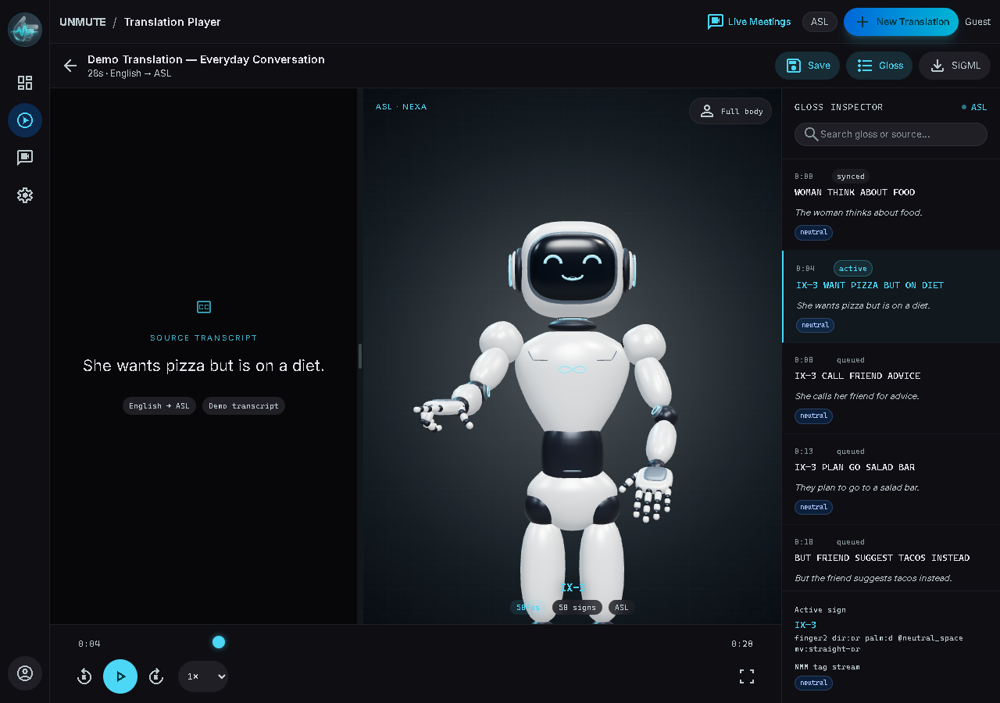 UNMUTE / Translation Player
Live Meetings
ASL
New Translation
Guest
Demo Translation — Everyday Conversation
28s · English → ASL
Save
Gloss
SiGML
CC
SOURCE TRANSCRIPT
She wants pizza but is on a diet.
English → ASL
Demo transcript
ASL · NEXA
Full body
IX-3
50 signs
ASL
GLOSS INSPECTOR
ASL
Search gloss or source...
0:00 synced
WOMAN THINK ABOUT FOOD
The woman thinks about food.
neutral
0:04 active
IX-3 WANT PIZZA BUT ON DIET
She wants pizza but is on a diet.
neutral
0:08 queued
IX-3 CALL FRIEND ADVICE
She calls her friend for advice.
neutral
0:13 queued
IX-3 PLAN GO SALAD BAR
They plan to go to a salad bar.
neutral
0:18 queued
BUT FRIEND SUGGEST TACOS INSTEAD
But the friend suggests tacos instead.
Active sign
IX-3
finger2 dir:or palm:d @neutral_space
mv:straight-or
NMM tag stream
neutral
0:04
0:28
1×